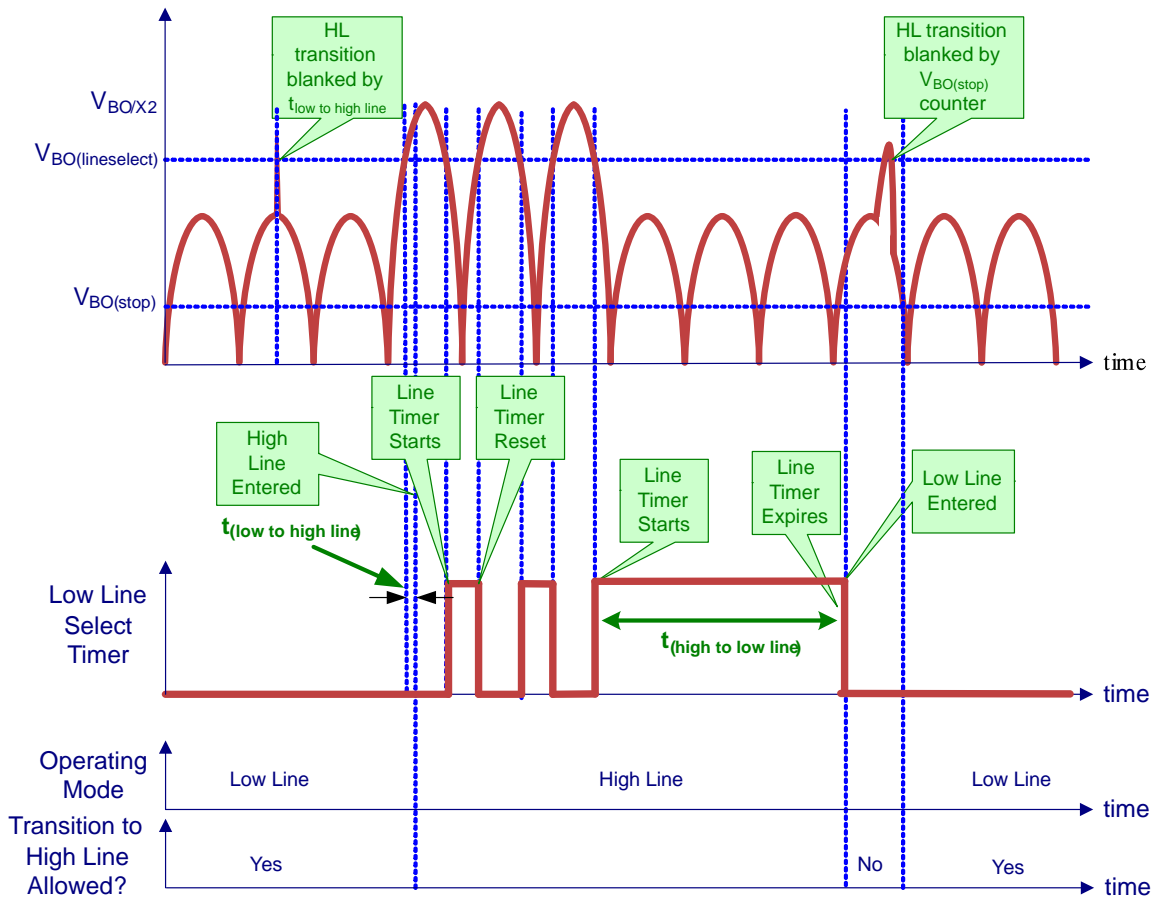 HL
transition
blanked by
tlow to high line
HL transition
blanked by
VBO(stop)
counter
VBO/X2
VBO(lineselect)
VBO(stop)
time
High
Line
Entered
Line
Timer
Starts
Line
Timer
Reset
Line
Timer
Starts
Line
Timer
Expires
Low Line
Entered
t(low to high line)
Low Line
Select
Timer
t(high to low line)
time
Operating
Mode
Low Line
High Line
Low Line
time
Transition to
High Line
Allowed?
Yes
No
Yes
time